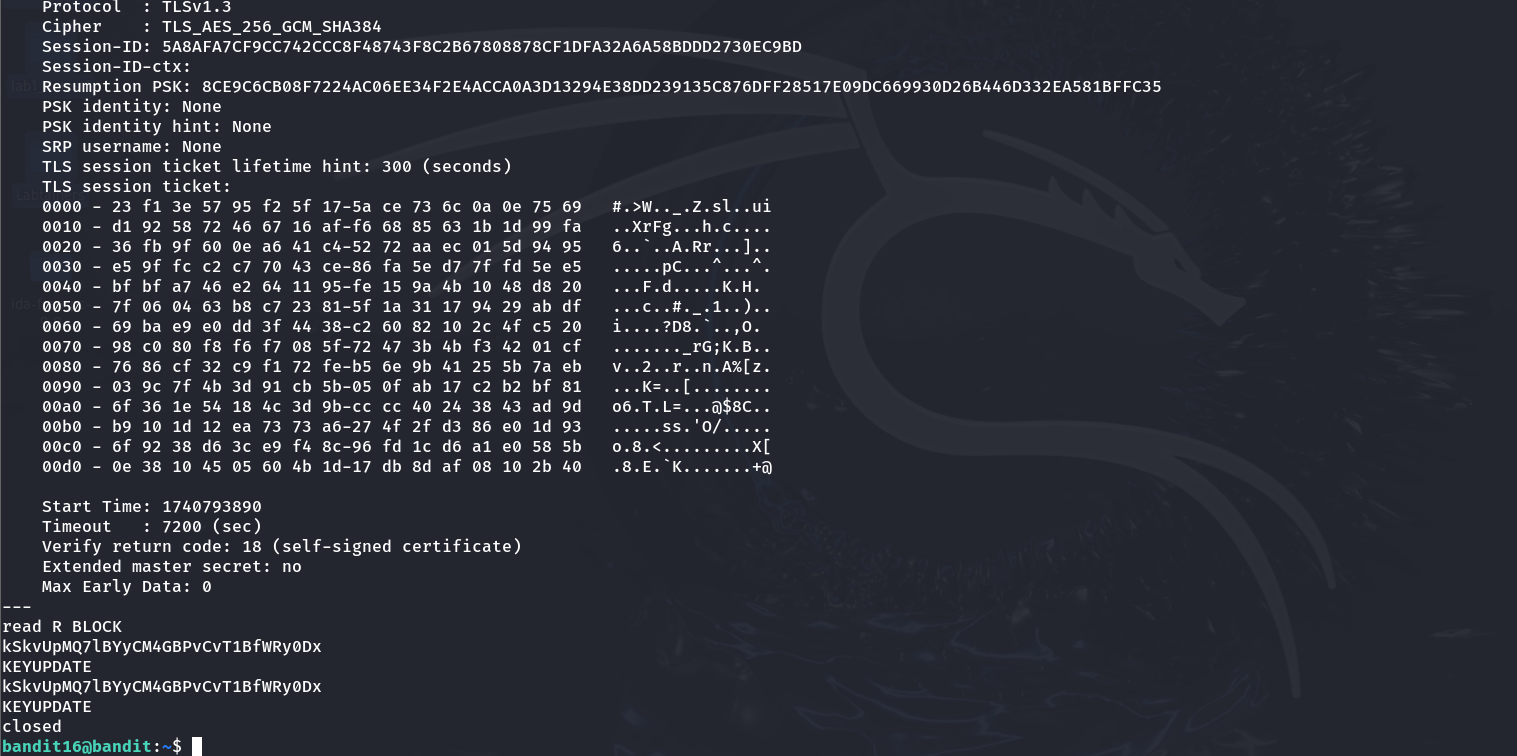 Protocol  : TLSv1.3
Cipher    : TLS_AES_256_GCM_SHA384
Session-ID: 5A8AFA7CF9CC742CCC8F48743F8C2B67808878CF1DFA32A6A58BDDD2730EC9BD
Session-ID-ctx:
Resumption PSK: 8CE9C6CB08F7224AC06EE34F2E4ACCA0A3D13294E38DD239135C876DFF28517E09DC669930D26B446D332EA581BFFC35
PSK identity: None
PSK identity hint: None
SRP username: None
TLS session ticket lifetime hint: 300 (seconds)
TLS session ticket:
0000 - 23 f1 3e 57 95 f2 5f 17-5a ce 73 6c 0a 0e 75 69   #.>W.._.Z.sl..ui
0010 - d1 92 58 72 46 67 16 af-f6 68 85 63 1b 1d 99 fa   ..XrFg...h.c....
0020 - 36 fb 9f 60 0e a6 41 c4-52 72 aa ec 01 5d 94 95   6..`..A.Rr...]..
0030 - e5 9f fc c2 c7 70 43 ce-86 fa 5e d7 7f fd 5e e5   .....pC...^...^.
0040 - bf bf a7 46 e2 64 11 95-fe 15 9a 4b 10 48 d8 20   ...F.d.....K.H.
0050 - 7f 06 04 63 b8 c7 23 81-5f 1a 31 17 94 29 ab df   ...c..#._.1..)..
0060 - 69 ba e9 e0 dd 3f 44 38-c2 60 82 10 2c 4f c5 20   i....?D8.`..,O.
0070 - 98 c0 80 f8 f6 f7 08 5f-72 47 3b 4b f3 42 01 cf   ......._rG;K.B..
0080 - 76 86 cf 32 c9 f1 72 fe-b5 6e 9b 41 25 5b 7a eb   v..2..r..n.A%[z.
0090 - 03 9c 7f 4b 3d 91 cb 5b-05 0f ab 17 c2 b2 bf 81   ...K=..[........
00a0 - 6f 36 1e 54 18 4c 3d 9b-cc cc 40 24 38 43 ad 9d   o6.T.L=...@$8C..
00b0 - b9 10 1d 12 ea 73 73 a6-27 4f 2f d3 86 e0 1d 93   .....ss.'O/.....
00c0 - 6f 92 38 d6 3c e9 f4 8c-96 fd 1c d6 a1 e0 58 5b   o.8.<.........X[
00d0 - 0e 38 10 45 05 60 4b 1d-17 db 8d af 08 10 2b 40   .8.E.`K.......+@
Start Time: 1740793890
Timeout   : 7200 (sec)
Verify return code: 18 (self-signed certificate)
Extended master secret: no
Max Early Data: 0
---
read R BLOCK
kSkvUpMQ7lBYyCM4GBPvCvT1BfWRy0Dx
KEYUPDATE
kSkvUpMQ7lBYyCM4GBPvCvT1BfWRy0Dx
KEYUPDATE
closed
bandit16@bandit:~$